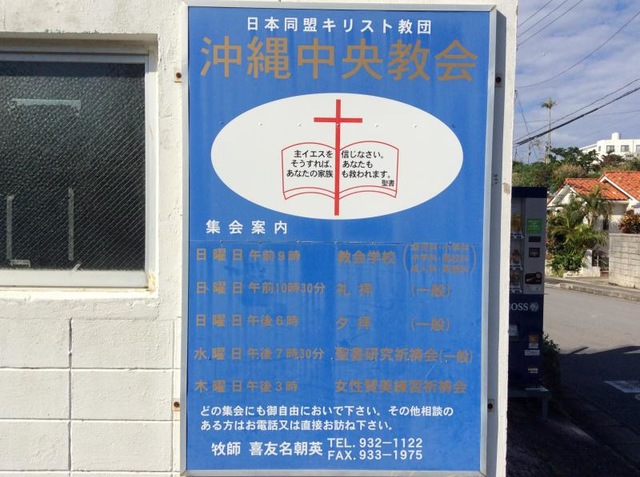 日本同盟キリスト教団
沖縄中央教会
主イエスを信じなさい。
そうすれば、あなたも
あなたの家族も救われます。
聖書
集会案内
日曜日 午前9時 教会学校
日曜日 午前10時30分 礼拝 (一般)
日曜日 午後6時 夕拝 (一般)
水曜日 午後7時30分 聖書研究祈祷会(一般)
木曜日 午後3時 女性賛美練習祈祷会
どの集会にも御自由においで下さい。その他相談の
ある方はお電話又は直接お訪ね下さい。
牧師 喜友名朝英 TEL. 932-1122
FAX. 933-1975